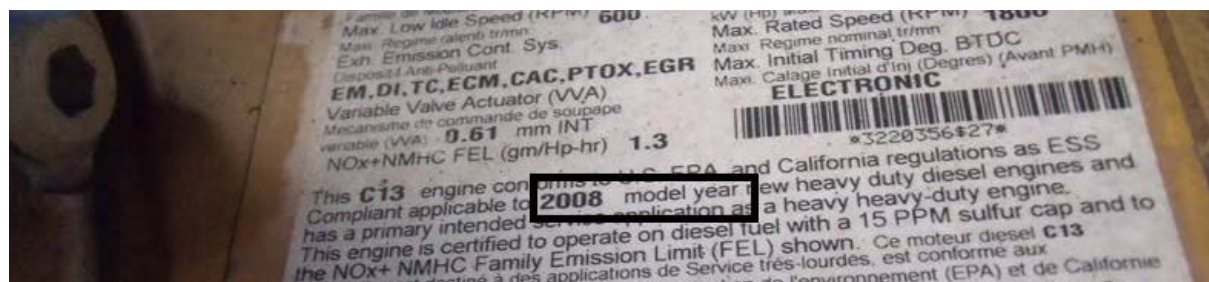 Max. Low Idle Speed (RPM) 600
Max. Regime ralenti tr/mn
Exh. Emission Cont. Sys.
Dispositif Anti-Polluant
EM,DI,TC,ECM,CAC,PTOX,EGR
Variable Valve Actuator (VVA)
Mecanisme de commande de soupape
variable (VVA) 0.61 mm INT
NOx+NMHC FEL (gm/Hp-hr) 1.3
kW (Hp)
Max. Rated Speed (RPM) 1800
Maxi Regime nominal tr/mn
Max. Initial Timing Deg. BTDC
Maxi. Calage Initial d'Inj (Degres) (Avant PMH)
ELECTRONIC
*3220356$27*
This C13 engine conforms to U.S. EPA and California regulations as ESS
Compliant applicable to 2008 model year new heavy duty diesel engines and
has a primary intended service application as a heavy heavy-duty engine.
This engine is certified to operate on diesel fuel with a 15 PPM sulfur cap and to
the NOx+ NMHC Family Emission Limit (FEL) shown. Ce moteur diesel C13
destiné à des applications de Service trés-lourdes, est conforme aux
l'environnement (EPA) et de Californie